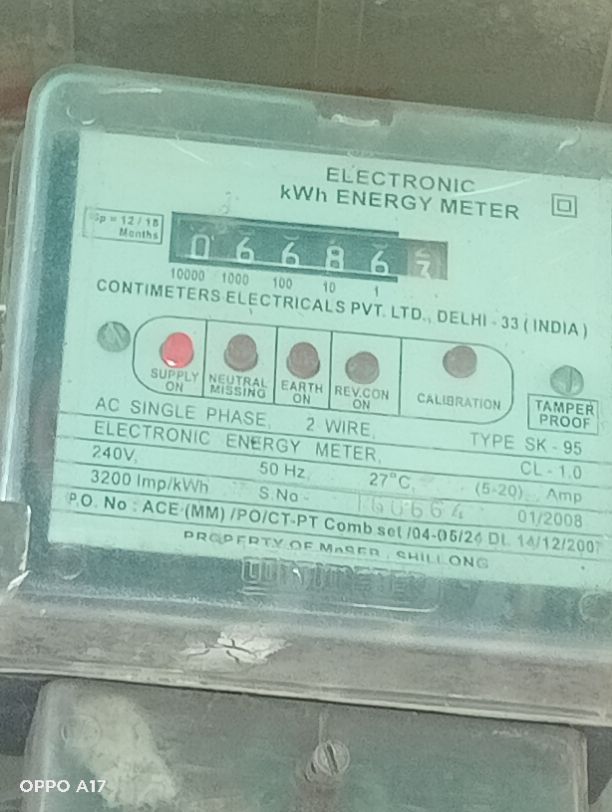 ELECTRONIC
kWh ENERGY METER
= 12 / 18
Months
0 6 6 8 6
10000 1000 100 10 1
CONTIMETERS ELECTRICALS PVT. LTD., DELHI - 33 ( INDIA )
SUPPLY ON
NEUTRAL MISSING
EARTH ON
REV.CON ON
CALIBRATION
TAMPER PROOF
AC SINGLE PHASE, 2 WIRE, TYPE SK - 95
ELECTRONIC ENERGY METER, CL - 1.0
240V, 50 Hz, 27°C, (5-20) Amp
3200 Imp/kWh S.No - 01/2008
P.O. No : ACE (MM) /PO/CT-PT Comb set /04-05/24 Dt. 14/12/2007
PROPERTY OF MeSEB, SHILLONG
OPPO A17